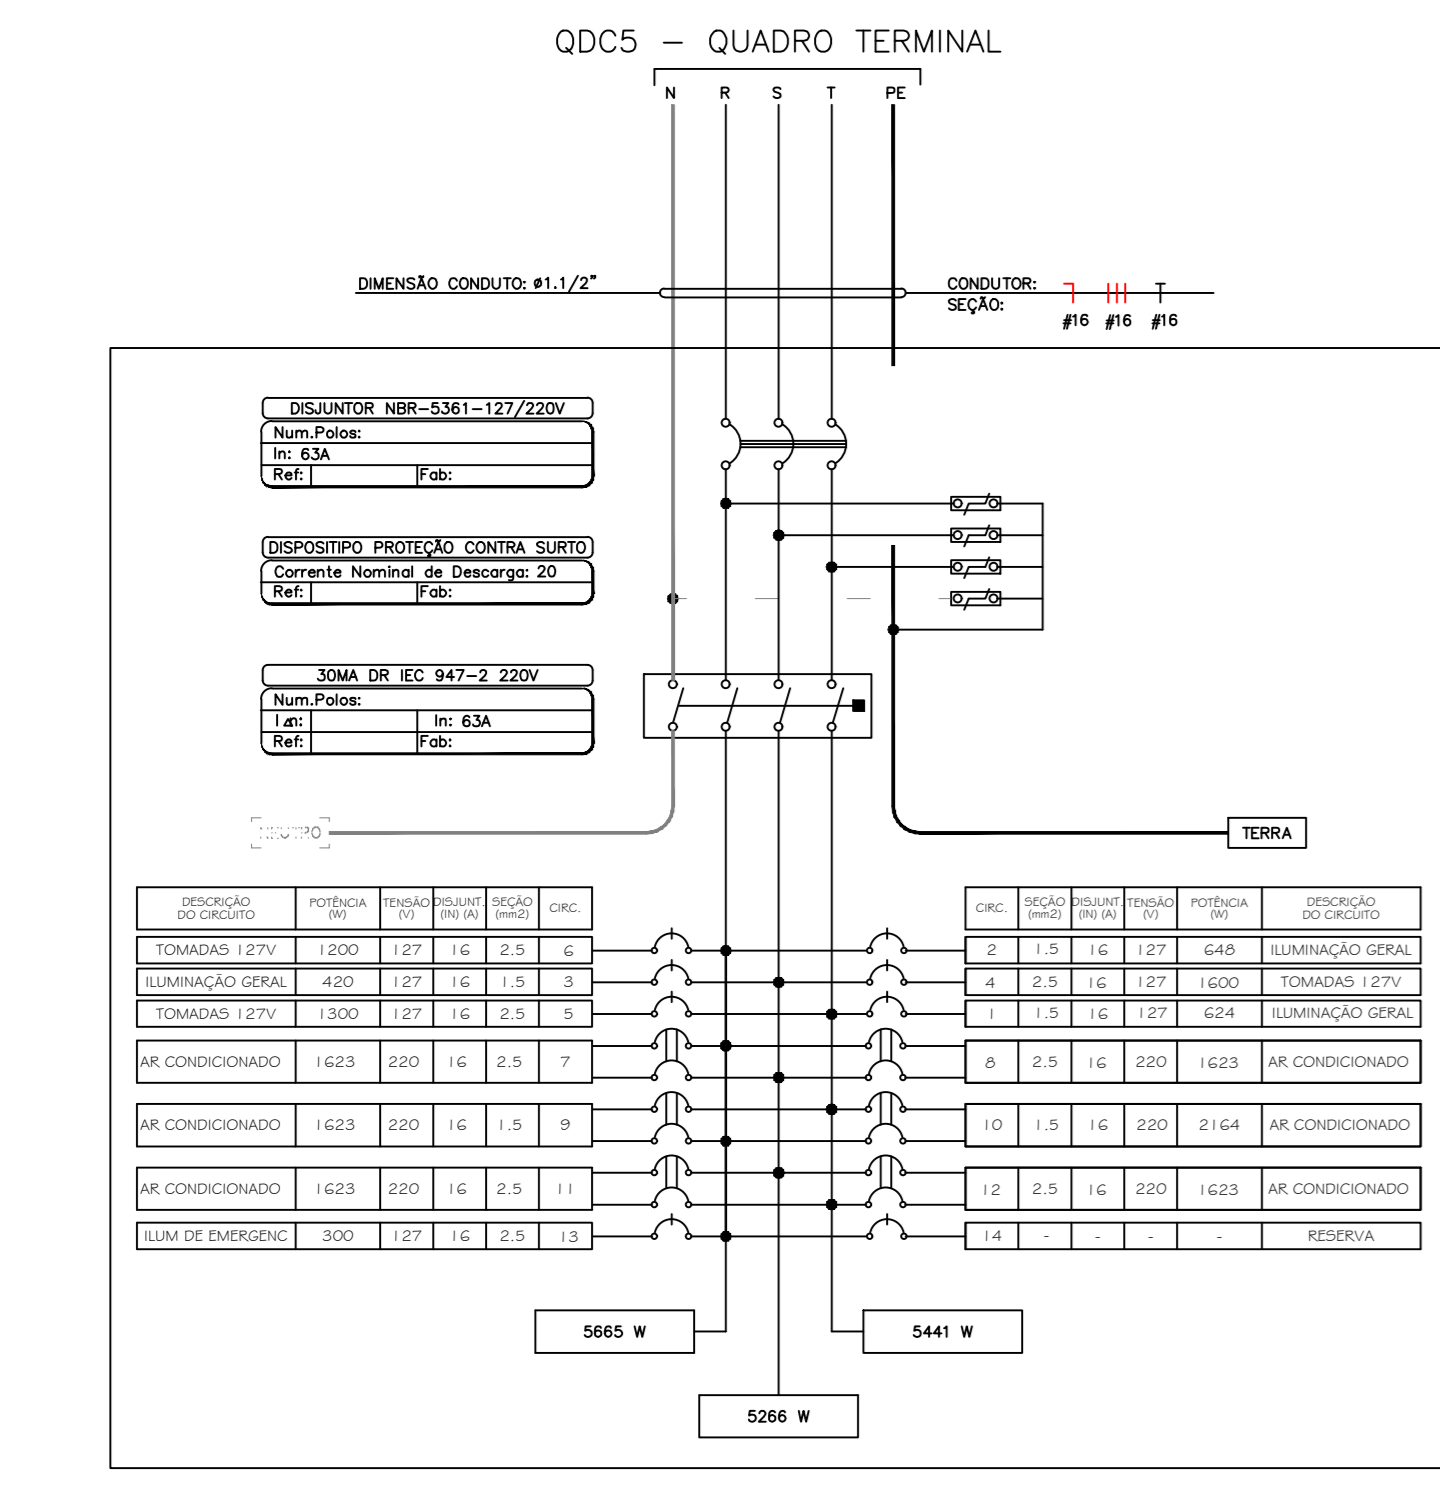 QDC5 – QUADRO TERMINAL
N R S T PE
DIMENSÃO CONDUTO: ø1.1/2"
CONDUTOR:
SEÇÃO:
#16 #16 #16
DISJUNTOR NBR-5361-127/220V
Num.Polos:
In: 63A
Ref: Fab:
DISPOSITIPO PROTEÇÃO CONTRA SURTO
Corrente Nominal de Descarga: 20
Ref: Fab:
30MA DR IEC 947-2 220V
Num.Polos:
I∆n: In: 63A
Ref: Fab:
NEUTRO
TERRA
DESCRIÇÃO DO CIRCUITO POTÊNCIA (W) TENSÃO (V) DISJUNT. (IN) (A) SEÇÃO (mm2) CIRC.
TOMADAS 127V 1200 127 16 2.5 6
ILUMINAÇÃO GERAL 420 127 16 1.5 3
TOMADAS 127V 1300 127 16 2.5 5
AR CONDICIONADO 1623 220 16 2.5 7
AR CONDICIONADO 1623 220 16 1.5 9
AR CONDICIONADO 1623 220 16 2.5 11
ILUM DE EMERGENC 300 127 16 2.5 13
CIRC. SEÇÃO (mm2) DISJUNT. (IN) (A) TENSÃO (V) POTÊNCIA (W) DESCRIÇÃO DO CIRCUITO
2 1.5 16 127 648 ILUMINAÇÃO GERAL
4 2.5 16 127 1600 TOMADAS 127V
1 1.5 16 127 624 ILUMINAÇÃO GERAL
8 2.5 16 220 1623 AR CONDICIONADO
10 1.5 16 220 2164 AR CONDICIONADO
12 2.5 16 220 1623 AR CONDICIONADO
14 - - - - RESERVA
5665 W
5441 W
5266 W